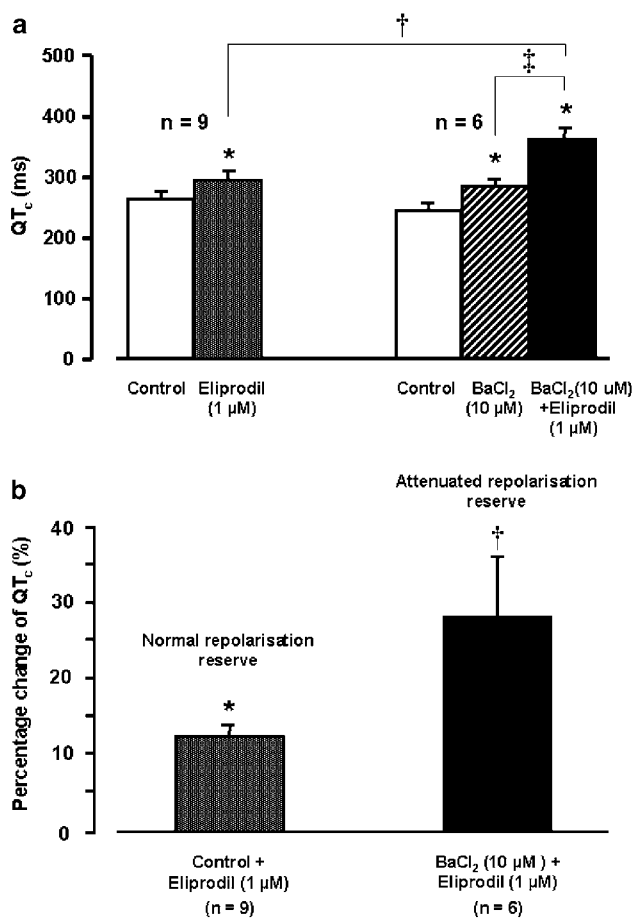 a
†
‡
500
400
300
200
100
0
QTc (ms)
n = 9
n = 6
*
*
*
Control
Eliprodil
(1 µM)
Control
BaCl2
(10 µM)
BaCl2(10 uM)
+Eliprodil
(1 µM)
b
Attenuated repolarisation
reserve
†
40
30
20
10
0
Percentage change of QTc (%)
Normal repolarisation
reserve
*
Control +
Eliprodil (1 µM)
(n = 9)
BaCl2 (10 µM ) +
Eliprodil (1 µM)
(n = 6)